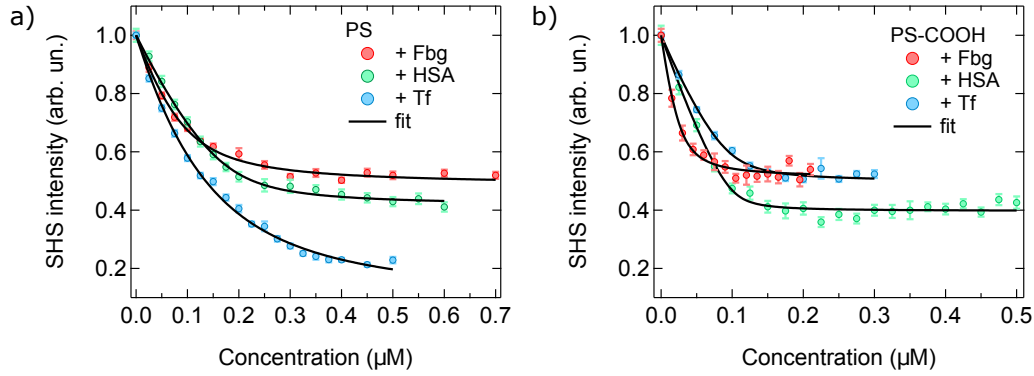 a)
PS
+ Fbg
+ HSA
+ Tf
fit
SHS intensity (arb. un.)
1.0
0.8
0.6
0.4
0.2
0.0 0.1 0.2 0.3 0.4 0.5 0.6 0.7
Concentration (µM)
b)
PS-COOH
+ Fbg
+ HSA
+ Tf
fit
SHS intensity (arb. un.)
1.0
0.8
0.6
0.4
0.2
0.0 0.1 0.2 0.3 0.4 0.5
Concentration (µM)